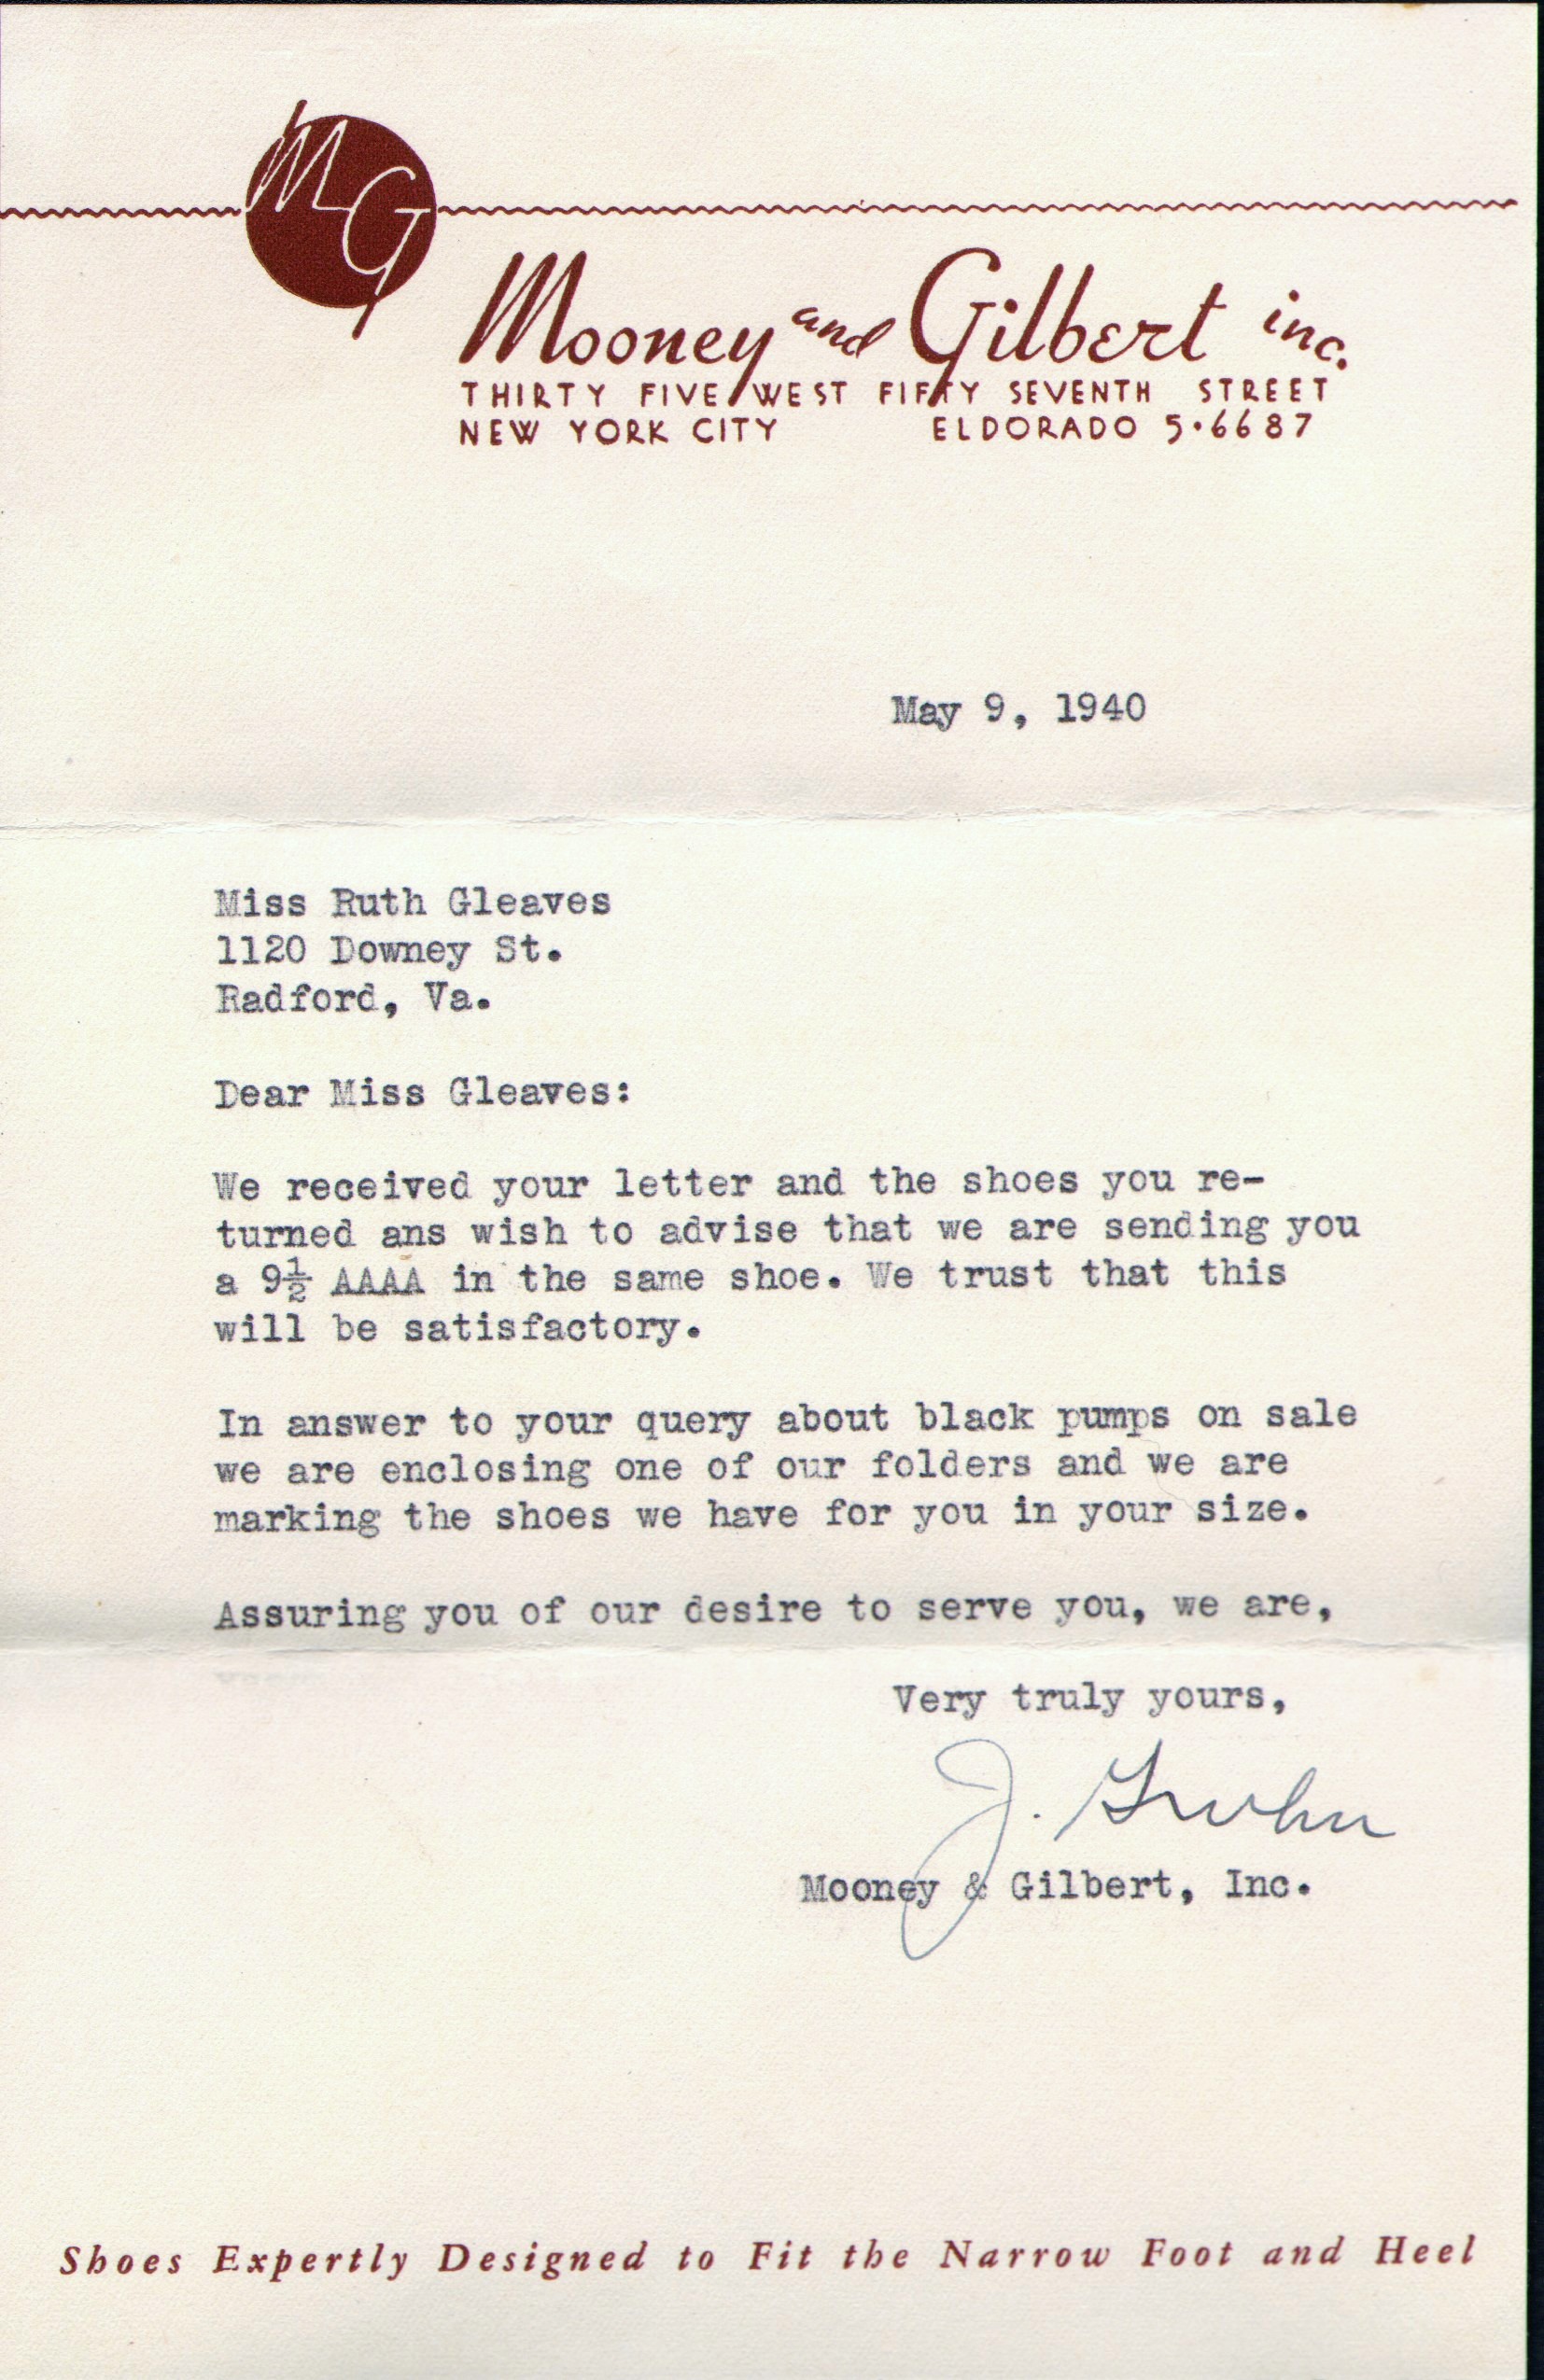 MG
Mooney and Gilbert inc.
THIRTY FIVE WEST FIFTY SEVENTH STREET
NEW YORK CITY ELDORADO 5·6687
May 9, 1940
Miss Ruth Gleaves
1120 Downey St.
Radford, Va.
Dear Miss Gleaves:
We received your letter and the shoes you re-
turned ans wish to advise that we are sending you
a 9½ AAAA in the same shoe. We trust that this
will be satisfactory.
In answer to your query about black pumps on sale
we are enclosing one of our folders and we are
marking the shoes we have for you in your size.
Assuring you of our desire to serve you, we are,
Very truly yours,
J.
Mooney & Gilbert, Inc.
Shoes Expertly Designed to Fit the Narrow Foot and Heel